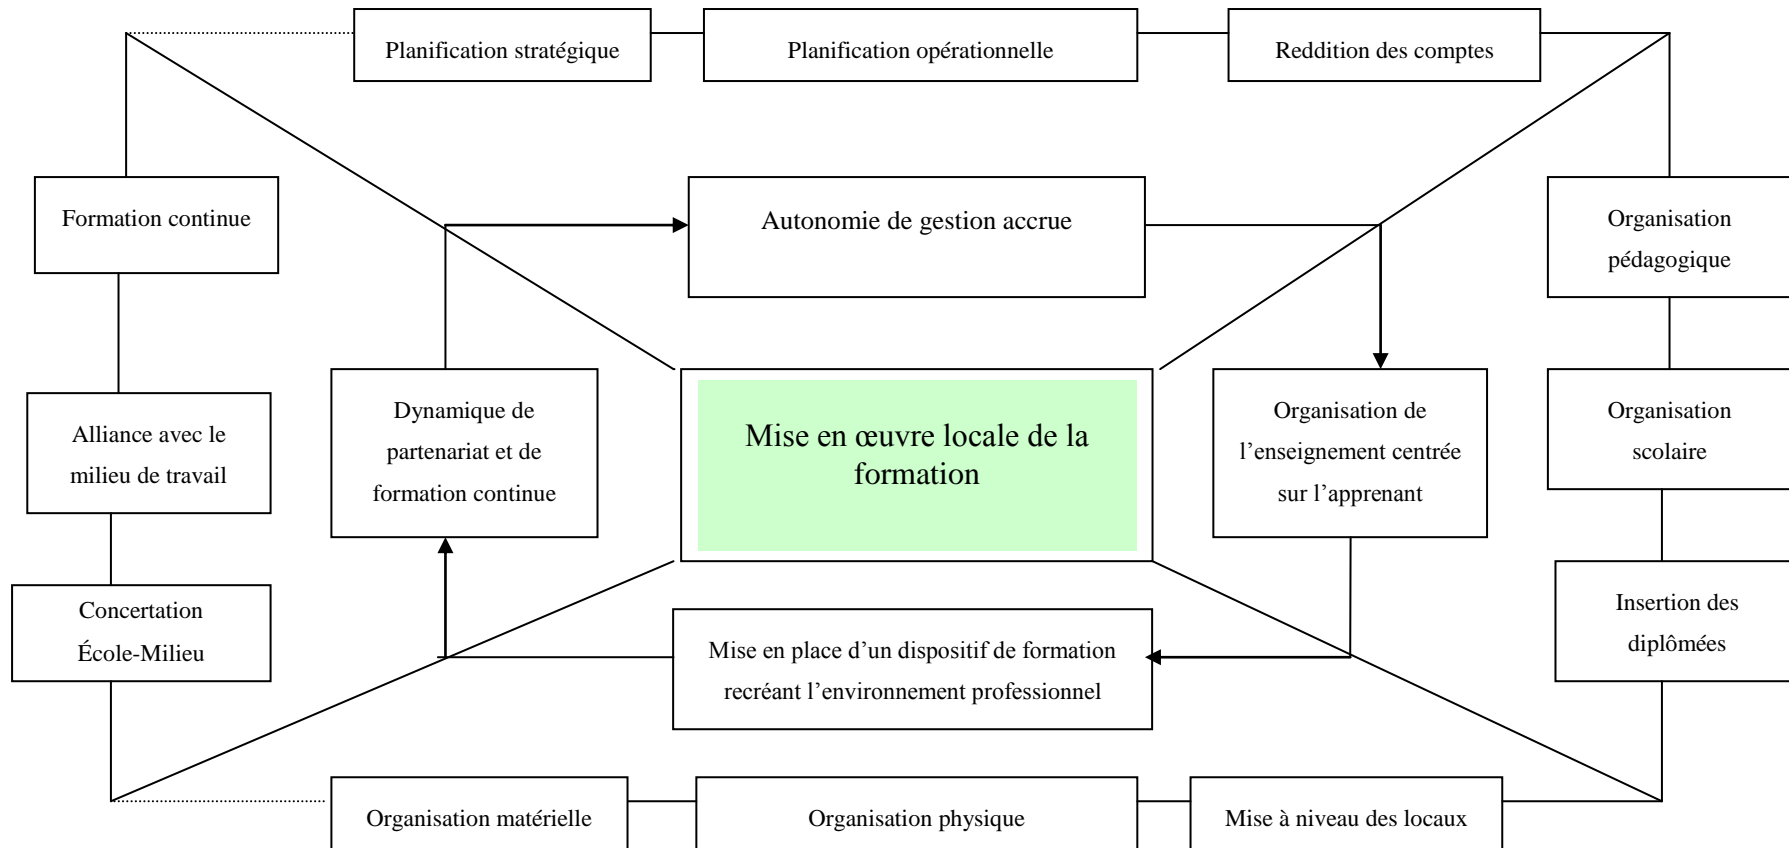 Planification stratégique
Planification opérationnelle
Reddition des comptes
Formation continue
Autonomie de gestion accrue
Organisation
pédagogique
Dynamique de
partenariat et de
formation continue
Mise en œuvre locale de la
formation
Organisation de
l’enseignement centrée
sur l’apprenant
Organisation
scolaire
Alliance avec le
milieu de travail
Concertation
École-Milieu
Mise en place d’un dispositif de formation
recréant l’environnement professionnel
Insertion des
diplômées
Organisation matérielle
Organisation physique
Mise à niveau des locaux